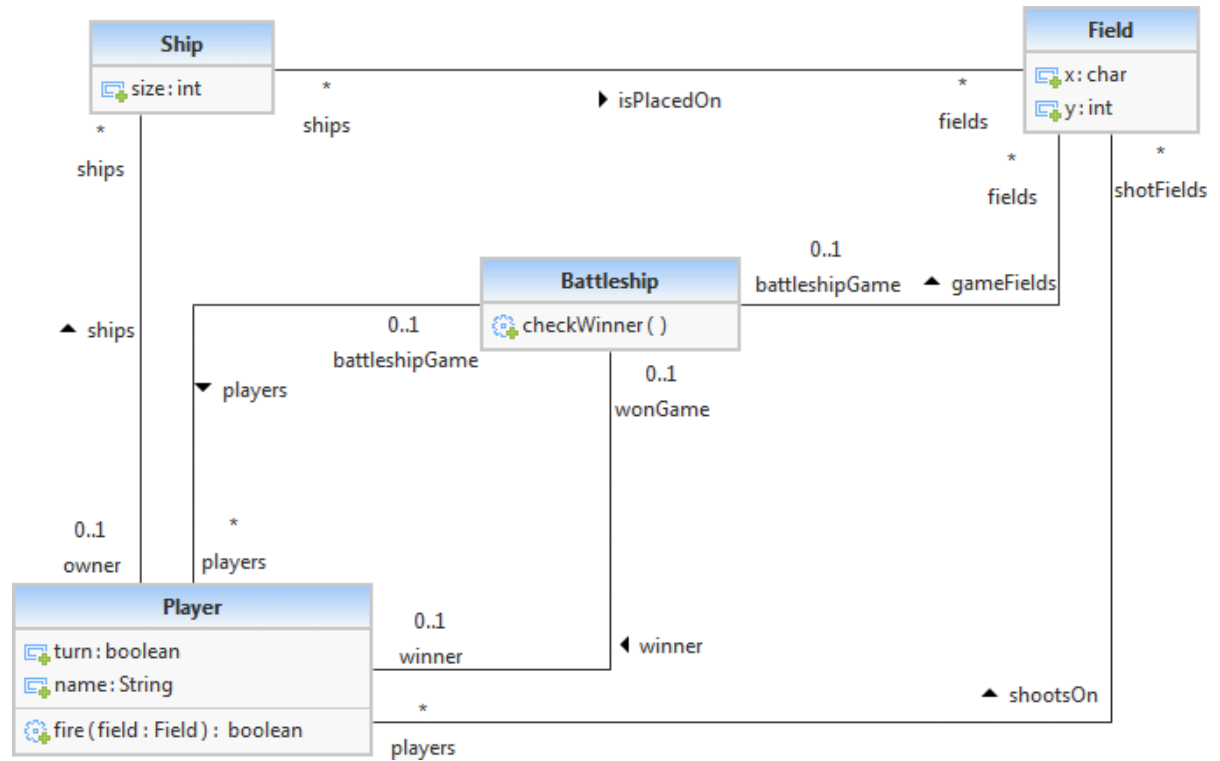 Ship
size:int
Field
x:char
y:int
*
ships
isPlacedOn
*
fields
*
ships
*
fields
*
shotFields
Battleship
checkWinner ( )
0..1
battleshipGame
gameFields
ships
0..1
battleshipGame
players
0..1
wonGame
0..1
owner
*
players
Player
turn:boolean
name:String
fire(field:Field): boolean
0..1
winner
winner
shootsOn
*
players